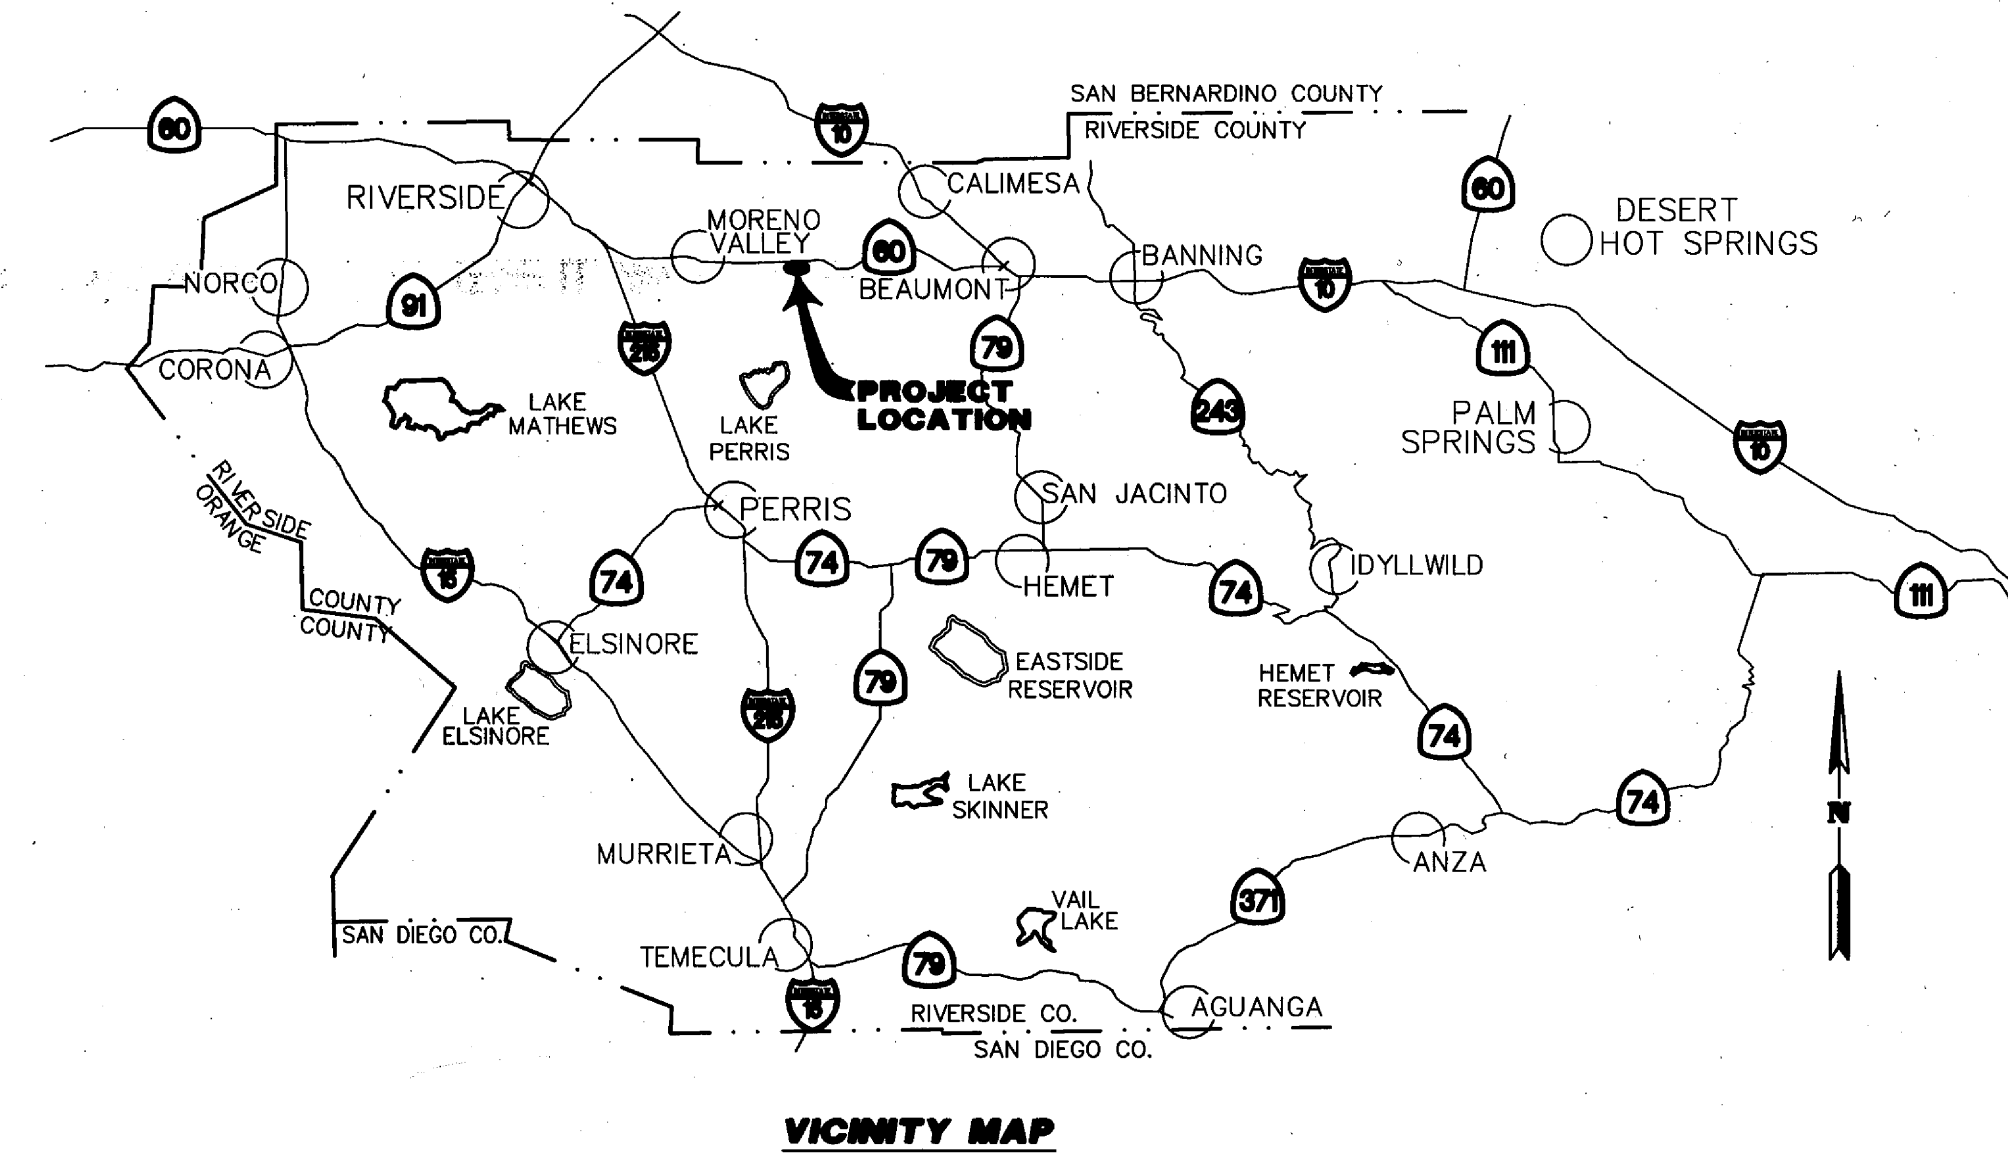 SAN BERNARDINO COUNTY
RIVERSIDE COUNTY
60
10
60
RIVERSIDE
CALIMESA
DESERT
HOT SPRINGS
MORENO
VALLEY
60
BANNING
NORCO
91
BEAUMONT
10
215
79
111
CORONA
PROJECT
LOCATION
LAKE
MATHEWS
LAKE
PERRIS
243
PALM
SPRINGS
10
RIVERSIDE
ORANGE
PERRIS
SAN JACINTO
15
74
74
79
HEMET
74
IDYLLWILD
111
COUNTY
COUNTY
ELSINORE
79
EASTSIDE
RESERVOIR
HEMET
RESERVOIR
LAKE
ELSINORE
215
74
LAKE
SKINNER
74
N
MURRIETA
ANZA
371
VAIL
LAKE
SAN DIEGO CO.
TEMECULA
79
15
RIVERSIDE CO.
AGUANGA
SAN DIEGO CO.
VICINITY MAP